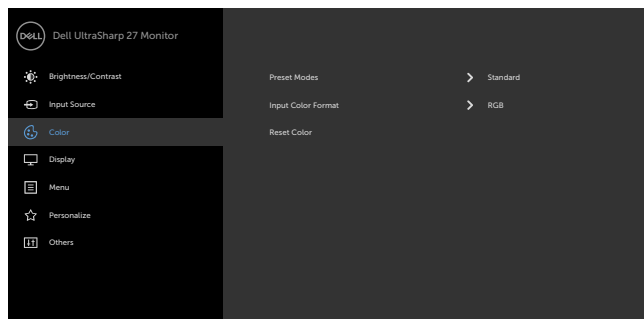 DELL Dell UltraSharp 27 Monitor
Brightness/Contrast
Preset Modes Standard
Input Source
Input Color Format RGB
Color
Reset Color
Display
Menu
Personalize
Others